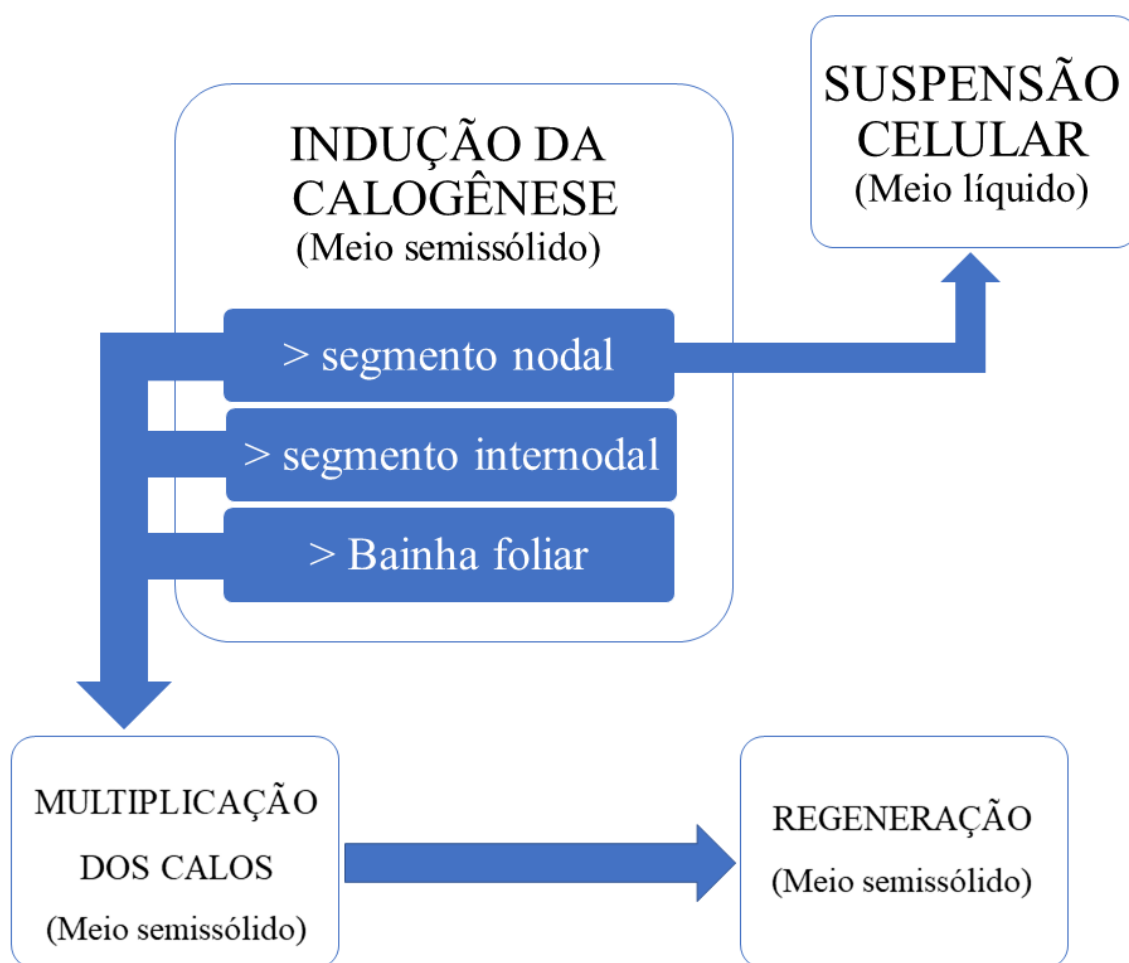 INDUÇÃO DA
CALOGÊNESE
(Meio semissólido)
> segmento nodal
> segmento internodal
> Bainha foliar
SUSPENSÃO
CELULAR
(Meio líquido)
MULTIPLICAÇÃO
DOS CALOS
(Meio semissólido)
REGENERAÇÃO
(Meio semissólido)